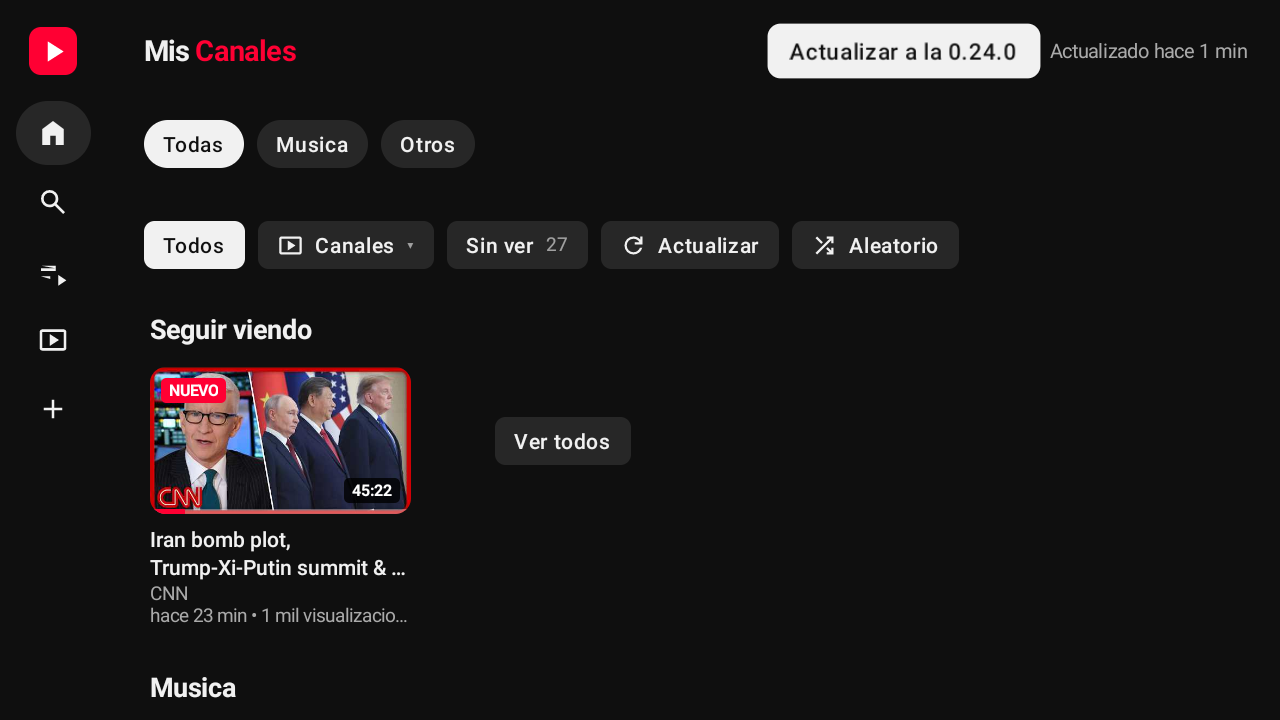 Mis Canales
Actualizar a la 0.24.0
Actualizado hace 1 min
Todas
Musica
Otros
Todos
Canales
Sin ver 27
Actualizar
Aleatorio
Seguir viendo
NUEVO
CNN
45:22
Ver todos
Iran bomb plot,
Trump-Xi-Putin summit & ...
CNN
hace 23 min • 1 mil visualizacio...
Musica